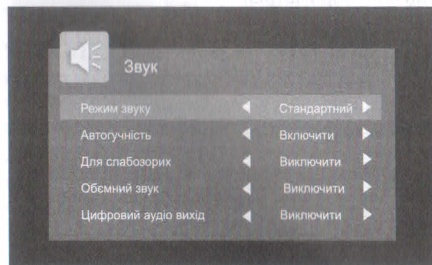 Звук
Режим звуку Стандартний
Автогучність Включити
Для слабозорих Виключити
Обємний звук Виключити
Цифровий аудіо вихід Виключити